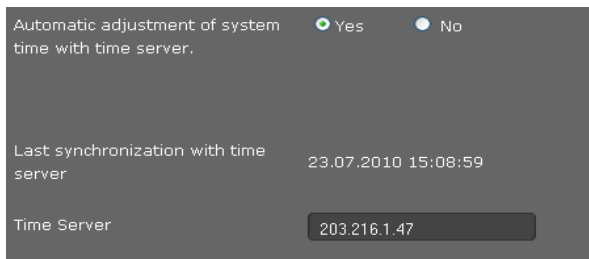 Automatic adjustment of system Yes No
time with time server.
Last synchronization with time
server 23.07.2010 15:08:59
Time Server 203.216.1.47